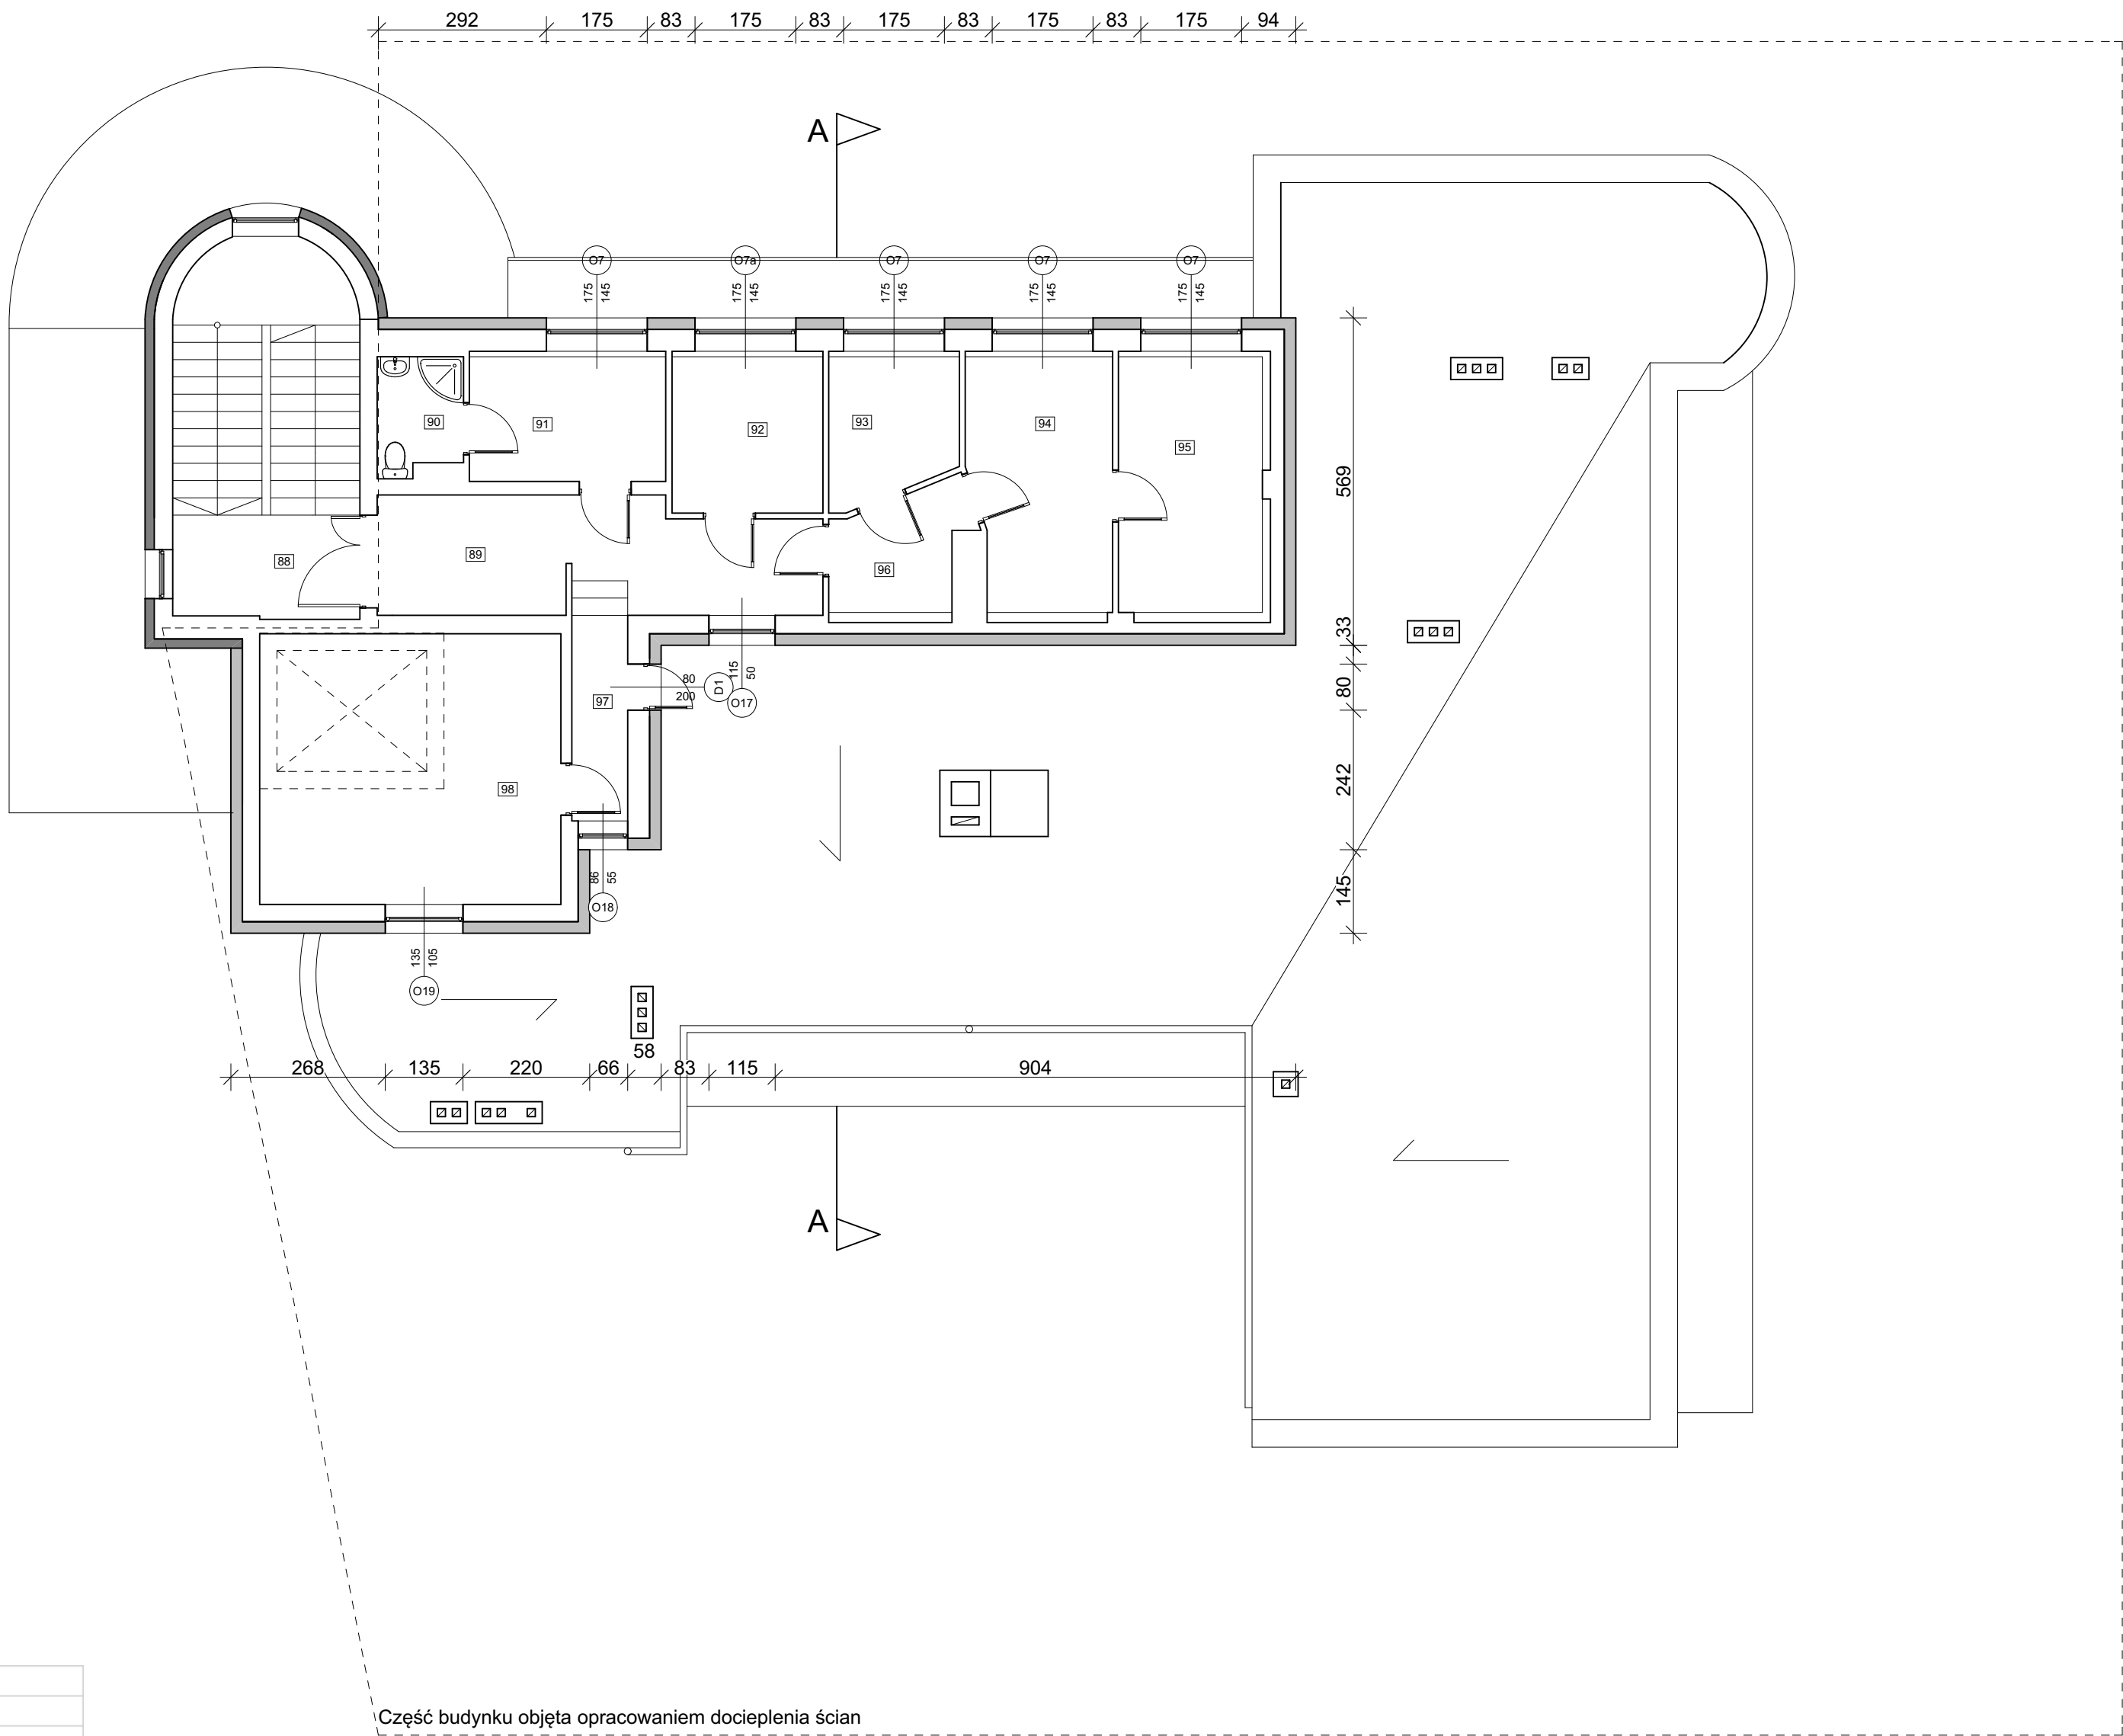 292 175 83 175 83 175 83 175 83 175 94
A
O7 O7a O7 O7 O7
175 145 175 145 175 145 175 145 175 145
90 91 92 93 94 95
88 89 96
97
98
80
200
D1
115 50
O17
86 55
O18
135 105
O19
569
33
80
242
145
58
268 135 220 66 83 115 904
A
Część budynku objęta opracowaniem docieplenia ścian